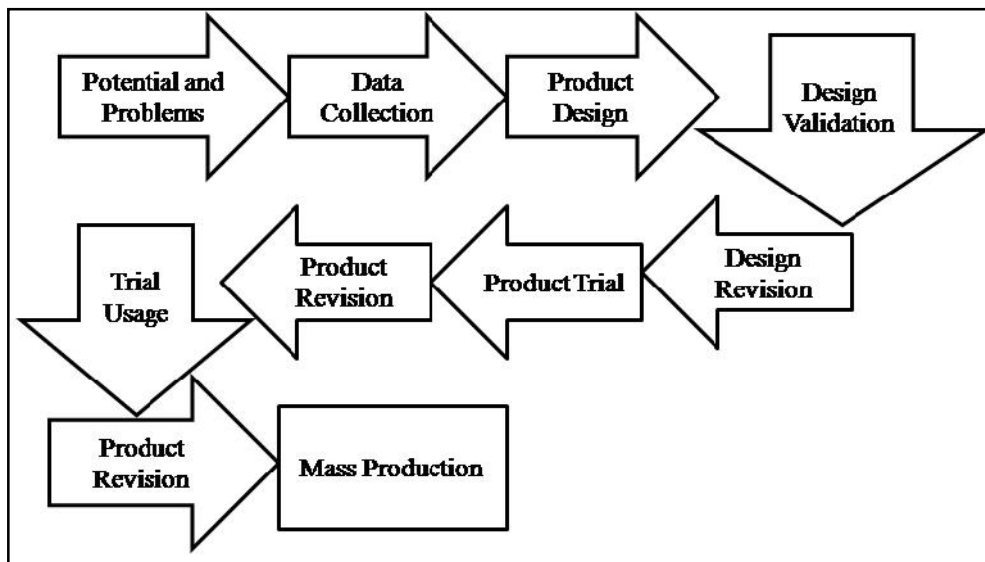 Potential and
Problems
Data
Collection
Product
Design
Design
Validation
Design
Revision
Product Trial
Product
Revision
Trial
Usage
Product
Revision
Mass Production